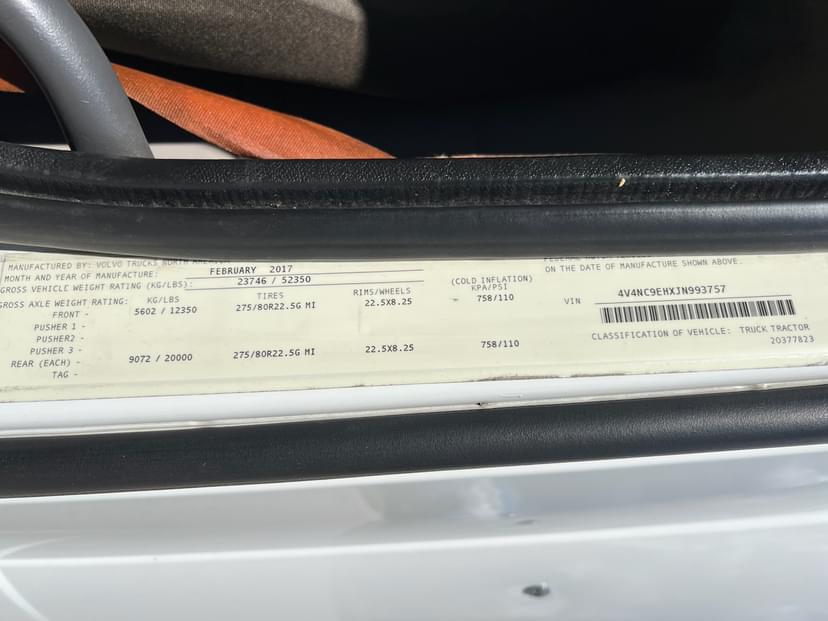 MANUFACTURED BY: VOLVO TRUCKS NORTH AMERICA
MONTH AND YEAR OF MANUFACTURE: FEBRUARY 2017
GROSS VEHICLE WEIGHT RATING (KG/LBS): 23746 / 52350
GROSS AXLE WEIGHT RATING: KG/LBS TIRES RIMS/WHEELS (COLD INFLATION) KPA/PSI
FRONT - 5602 / 12350 275/80R22.5G MI 22.5X8.25 758/110
PUSHER 1 -
PUSHER2 -
PUSHER 3 -
REAR (EACH) - 9072 / 20000 275/80R22.5G MI 22.5X8.25 758/110
TAG -
ON THE DATE OF MANUFACTURE SHOWN ABOVE.
VIN 4V4NC9EHXJN993757
CLASSIFICATION OF VEHICLE: TRUCK TRACTOR
20377823